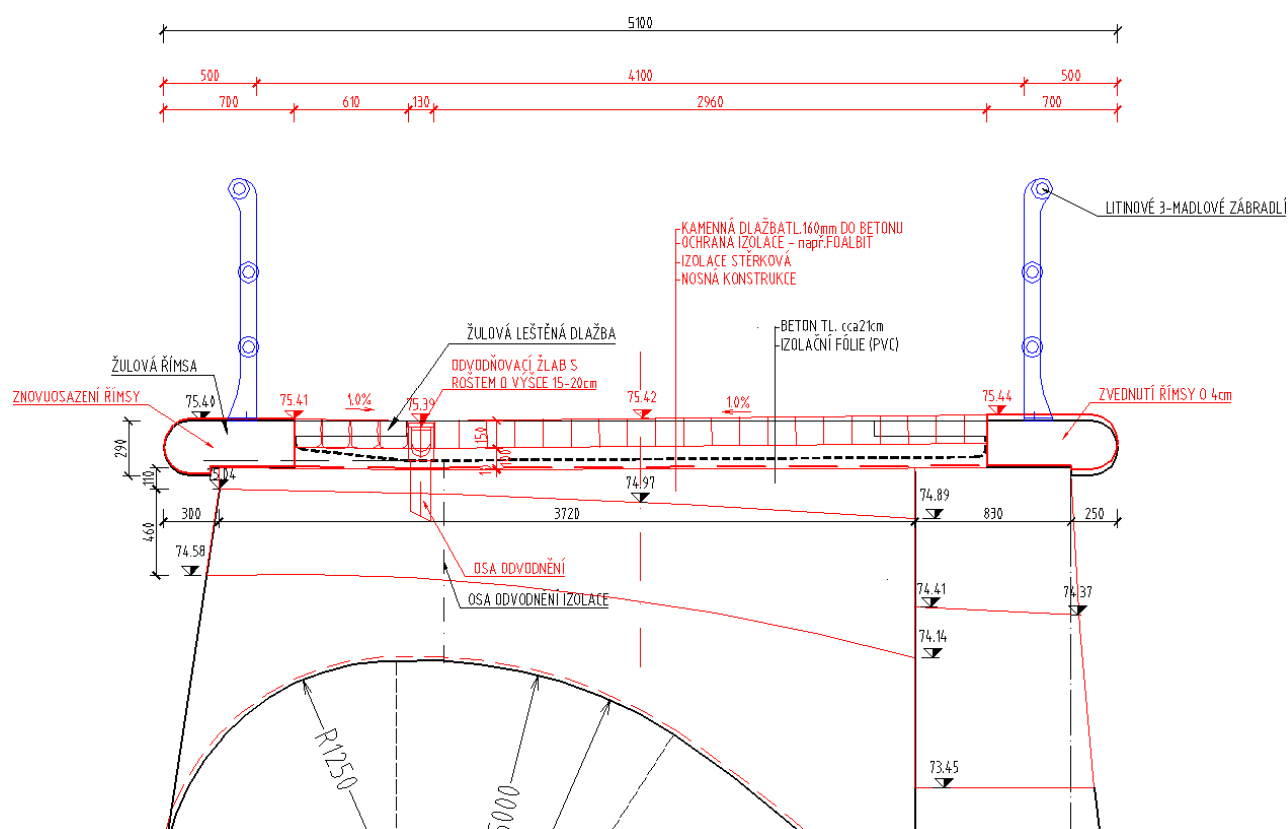 5100
500 4100 500
700 610 130 2960 700
LITINOVÉ 3-MADLOVÉ ZÁBRADLÍ
KAMENNÁ DLAŽBATL.160mm DO BETONU
OCHRANA IZOLACE - např.FOALBIT
IZOLACE STĚRKOVÁ
NOSNÁ KONSTRUKCE
BETON TL. cca21cm
IZOLAČNÍ FÓLIE (PVC)
ŽULOVÁ LEŠTĚNÁ DLAŽBA
ŽULOVÁ ŘÍMSA
ODVODŇOVACÍ ŽLAB S
ROŠTEM O VÝŠCE 15-20cm
ZNOVUOSAZENÍ ŘÍMSY
ZVEDNUTÍ ŘÍMSY O 4cm
75.40 75.41 1.0% 75.39 75.42 1.0% 75.44
290
150
110
5.04
74.97
74.89
300 3720 830 250
460
74.58
OSA ODVODNĚNÍ
OSA ODVODNENÍ IZOLACE
74.41
74.37
74.14
R1250
5000
73.45